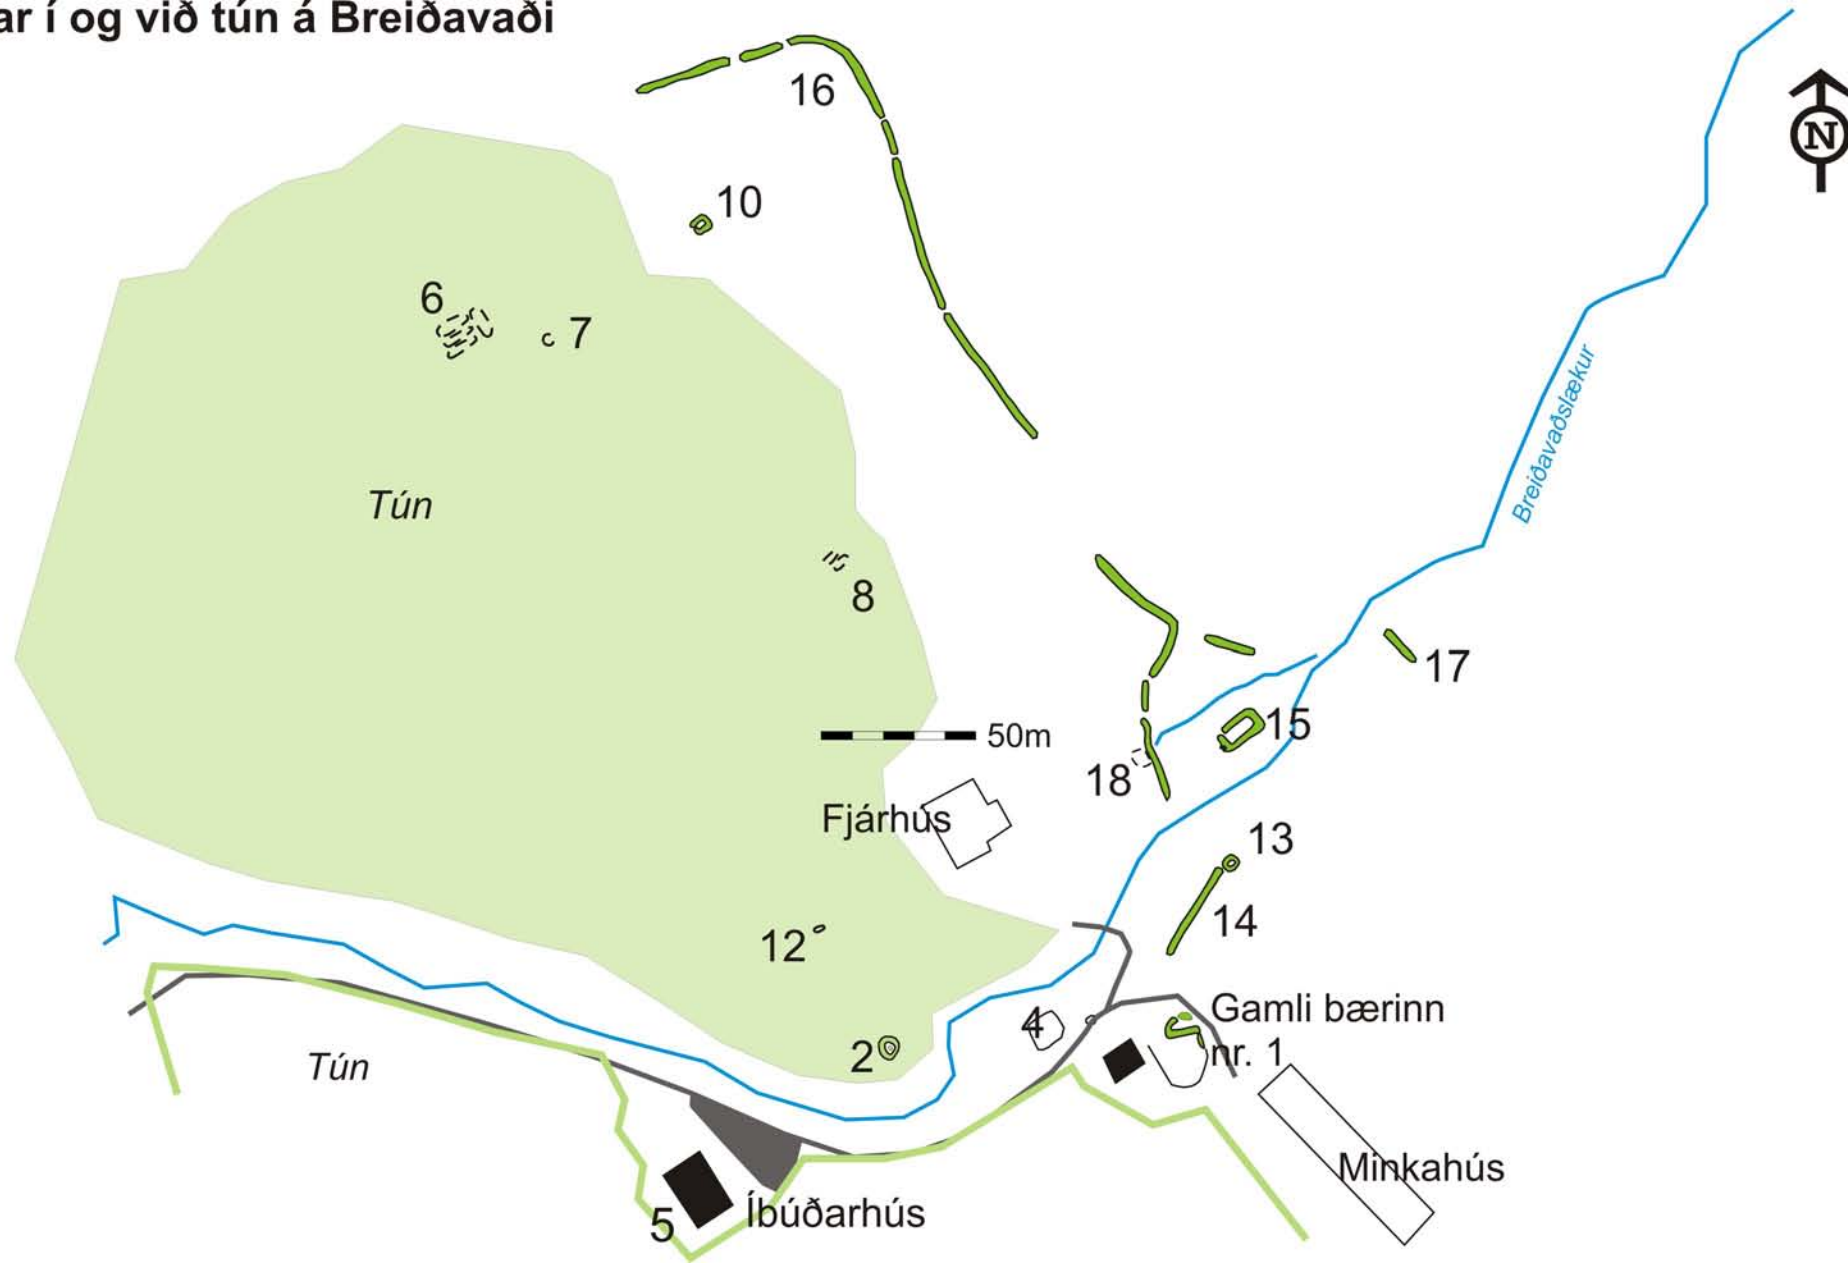 ar í og við tún á Breiðavaði
16
N
10
6
7
Breiðavaðslækur
Tún
8
17
15
50m
18
Fjárhús
13
14
12
Gamli bærinn
nr. 1
4
2
Tún
Minkahús
Íbúðarhús
5